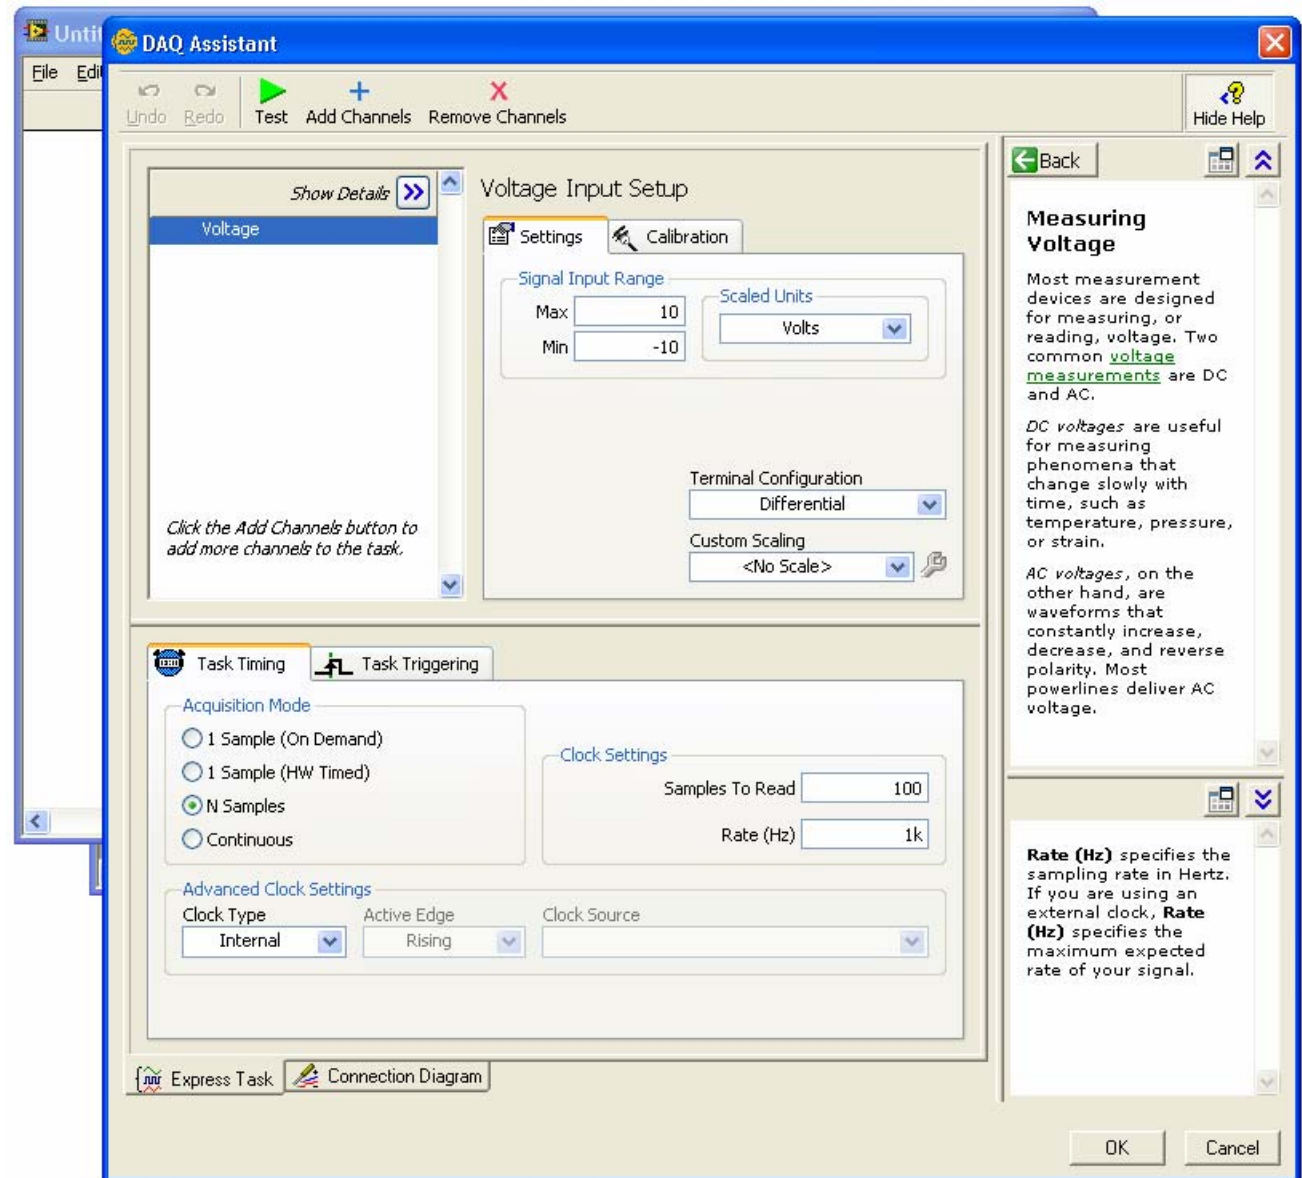 Untit
DAQ Assistant
File Edi
Undo Redo Test Add Channels Remove Channels Hide Help
Show Details
Voltage
Click the Add Channels button to
add more channels to the task.
Voltage Input Setup
Settings Calibration
Signal Input Range
Max 10
Min -10
Scaled Units
Volts
Terminal Configuration
Differential
Custom Scaling
<No Scale>
Task Timing Task Triggering
Acquisition Mode
1 Sample (On Demand)
1 Sample (HW Timed)
N Samples
Continuous
Clock Settings
Samples To Read 100
Rate (Hz) 1k
Advanced Clock Settings
Clock Type Active Edge Clock Source
Internal Rising
Express Task Connection Diagram
Back
Measuring
Voltage
Most measurement
devices are designed
for measuring, or
reading, voltage. Two
common voltage
measurements are DC
and AC.
DC voltages are useful
for measuring
phenomena that
change slowly with
time, such as
temperature, pressure,
or strain.
AC voltages, on the
other hand, are
waveforms that
constantly increase,
decrease, and reverse
polarity. Most
powerlines deliver AC
voltage.
Rate (Hz) specifies the
sampling rate in Hertz.
If you are using an
external clock, Rate
(Hz) specifies the
maximum expected
rate of your signal.
OK Cancel